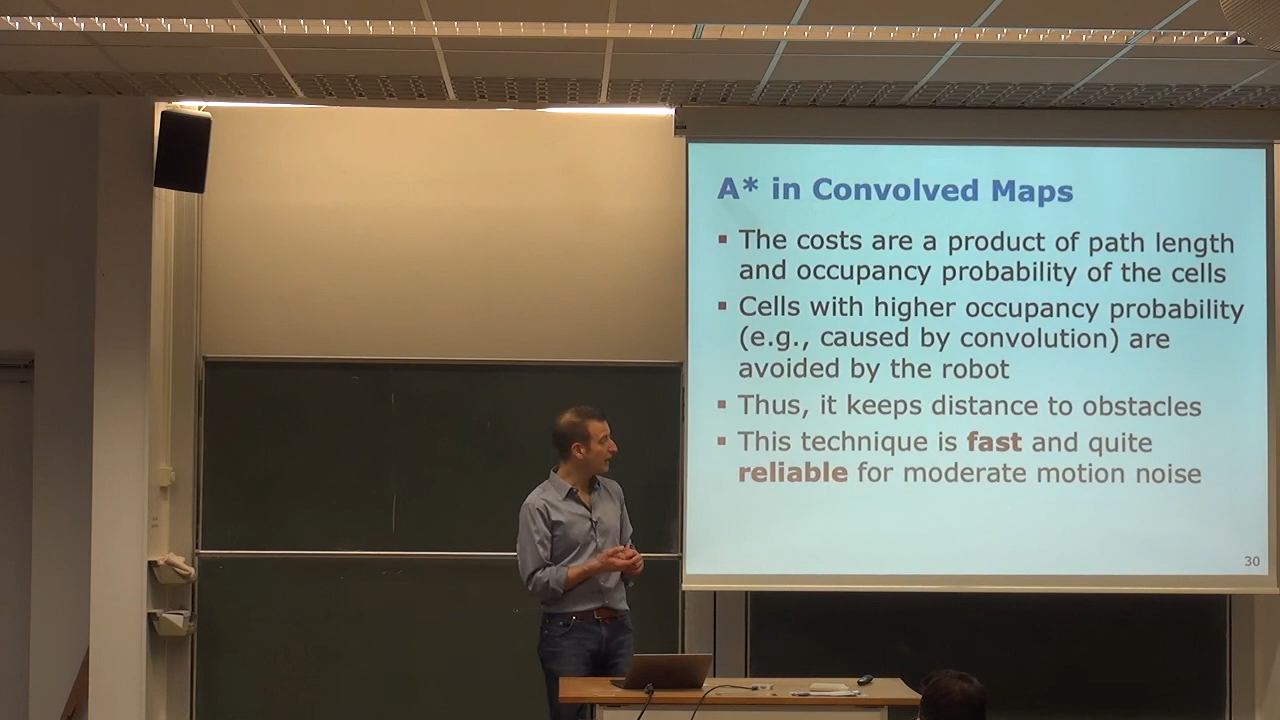 A* in Convolved Maps
▪ The costs are a product of path length
and occupancy probability of the cells
▪ Cells with higher occupancy probability
(e.g., caused by convolution) are
avoided by the robot
▪ Thus, it keeps distance to obstacles
▪ This technique is fast and quite
reliable for moderate motion noise
30